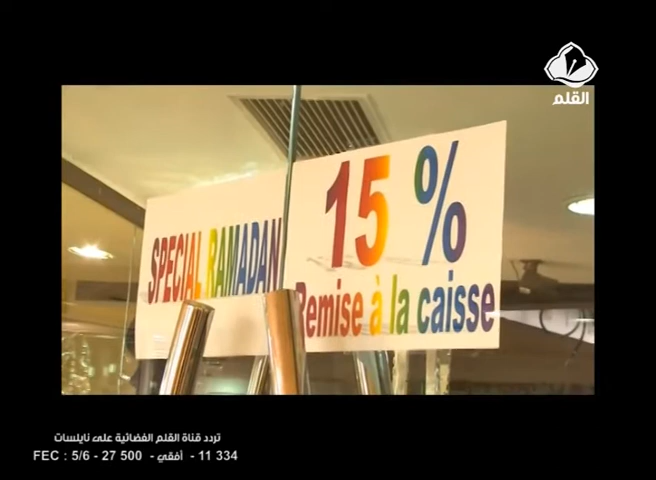 القلم
SPECIAL RAMADAN
15 %
Remise à la caisse
تردد قناة القلم الفضائية على نايلسات
FEC : 5/6 - 27 500 - أفقي - 11 334